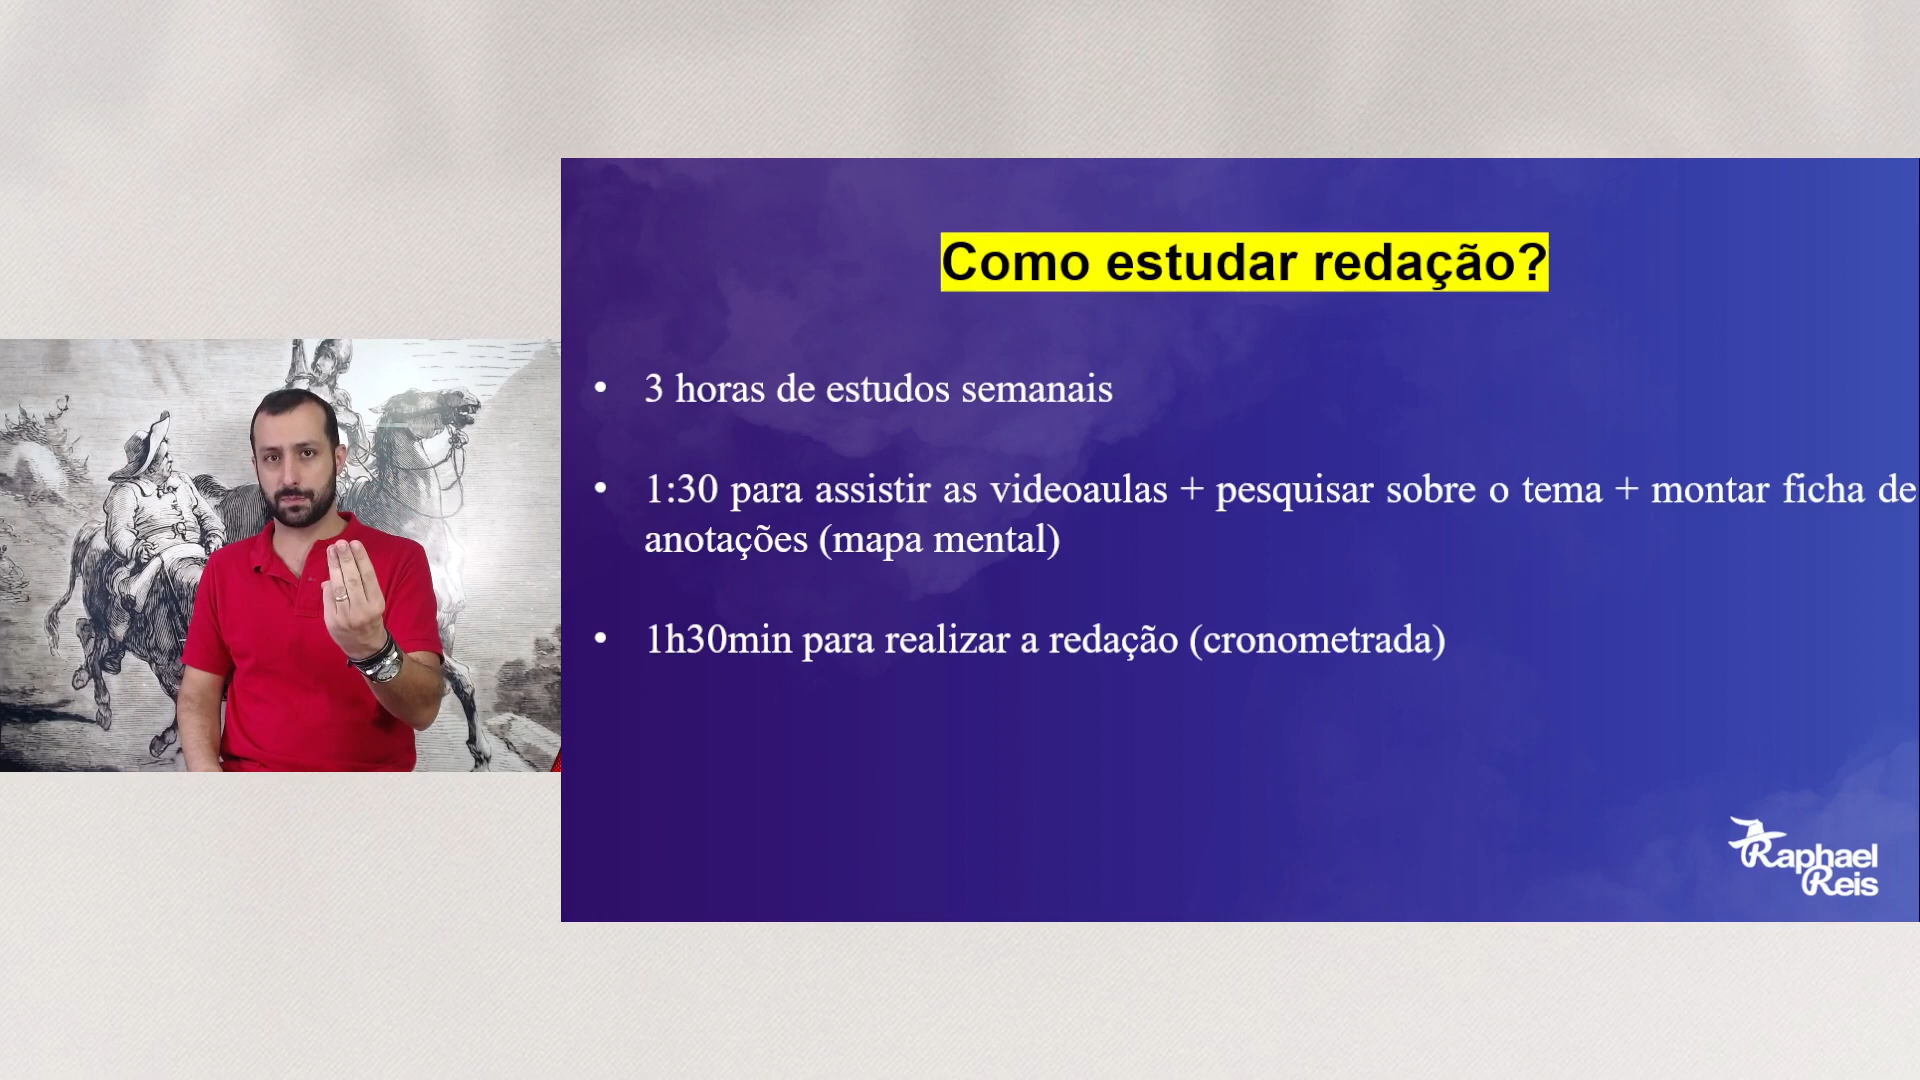 Como estudar redação?
• 3 horas de estudos semanais
• 1:30 para assistir as videoaulas + pesquisar sobre o tema + montar ficha de
anotações (mapa mental)
• 1h30min para realizar a redação (cronometrada)
Raphael
Reis